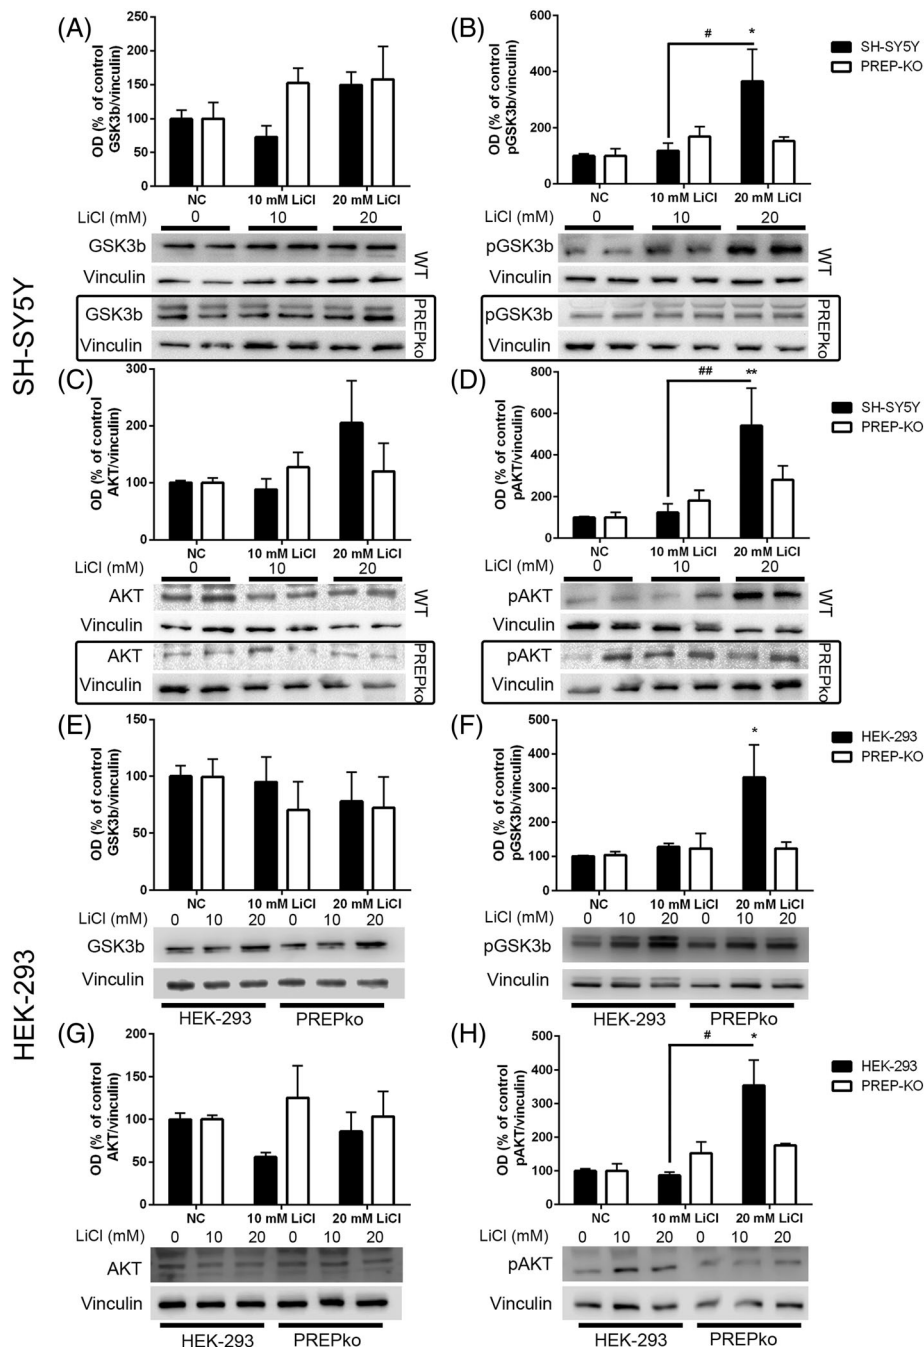 SH-SY5Y
(A)
OD (% of control
GSK3b/vinculin)
250
200
150
100
50
0
NC
10 mM LiCl
20 mM LiCl
LiCl (mM)
0
10
20
GSK3b
Vinculin
WT
GSK3b
Vinculin
PREPko
(B)
OD (% of control
pGSK3b/vinculin)
600
400
200
0
#
*
SH-SY5Y
PREP-KO
NC
10 mM LiCl
20 mM LiCl
LiCl (mM)
0
10
20
pGSK3b
Vinculin
WT
pGSK3b
Vinculin
PREPko
(C)
OD (% of control
AKT/vinculin)
300
200
100
0
NC
10 mM LiCl
20 mM LiCl
LiCl (mM)
0
10
20
AKT
Vinculin
WT
AKT
Vinculin
PREPko
(D)
OD (% of control
pAKT/vinculin)
800
600
400
200
0
##
**
SH-SY5Y
PREP-KO
NC
10 mM LiCl
20 mM LiCl
LiCl (mM)
0
10
20
pAKT
Vinculin
WT
pAKT
Vinculin
PREPko
HEK-293
(E)
OD (% of control
GSK3b/vinculin)
150
100
50
0
NC
10 mM LiCl
20 mM LiCl
LiCl (mM)
0 10 20 0 10 20
GSK3b
Vinculin
HEK-293
PREPko
(F)
OD (% of control
pGSK3b/vinculin)
500
400
300
200
100
0
*
HEK-293
PREP-KO
NC
10 mM LiCl
20 mM LiCl
LiCl (mM)
0 10 20 0 10 20
pGSK3b
Vinculin
HEK-293
PREPko
(G)
OD (% of control
AKT/vinculin)
200
150
100
50
0
NC
10 mM LiCl
20 mM LiCl
LiCl (mM)
0 10 20 0 10 20
AKT
Vinculin
HEK-293
PREPko
(H)
OD (% of control
pAKT/vinculin)
500
400
300
200
100
0
#
*
HEK-293
PREP-KO
NC
10 mM LiCl
20 mM LiCl
LiCl (mM)
0 10 20 0 10 20
pAKT
Vinculin
HEK-293
PREPko